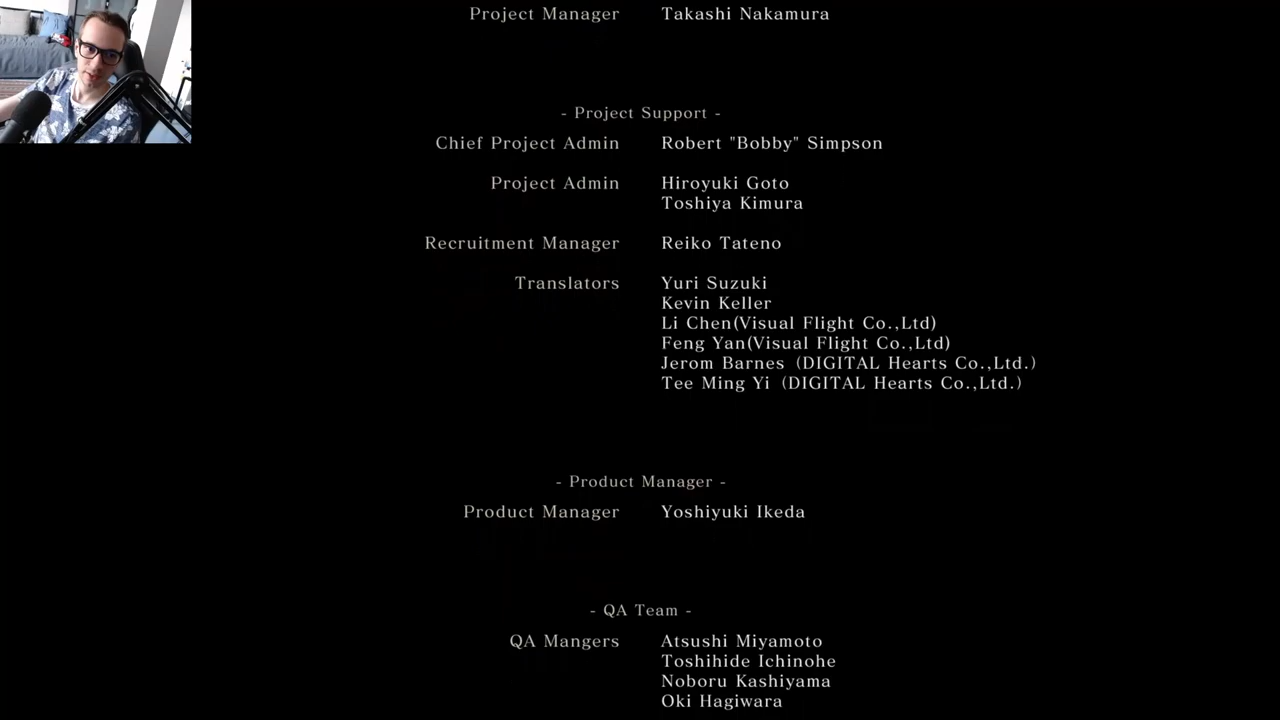 Project Manager Takashi Nakamura
- Project Support -
Chief Project Admin Robert "Bobby" Simpson
Project Admin Hiroyuki Goto
Toshiya Kimura
Recruitment Manager Reiko Tateno
Translators Yuri Suzuki
Kevin Keller
Li Chen(Visual Flight Co.,Ltd)
Feng Yan(Visual Flight Co.,Ltd)
Jerom Barnes (DIGITAL Hearts Co.,Ltd.)
Tee Ming Yi (DIGITAL Hearts Co.,Ltd.)
- Product Manager -
Product Manager Yoshiyuki Ikeda
- QA Team -
QA Mangers Atsushi Miyamoto
Toshihide Ichinohe
Noboru Kashiyama
Oki Hagiwara